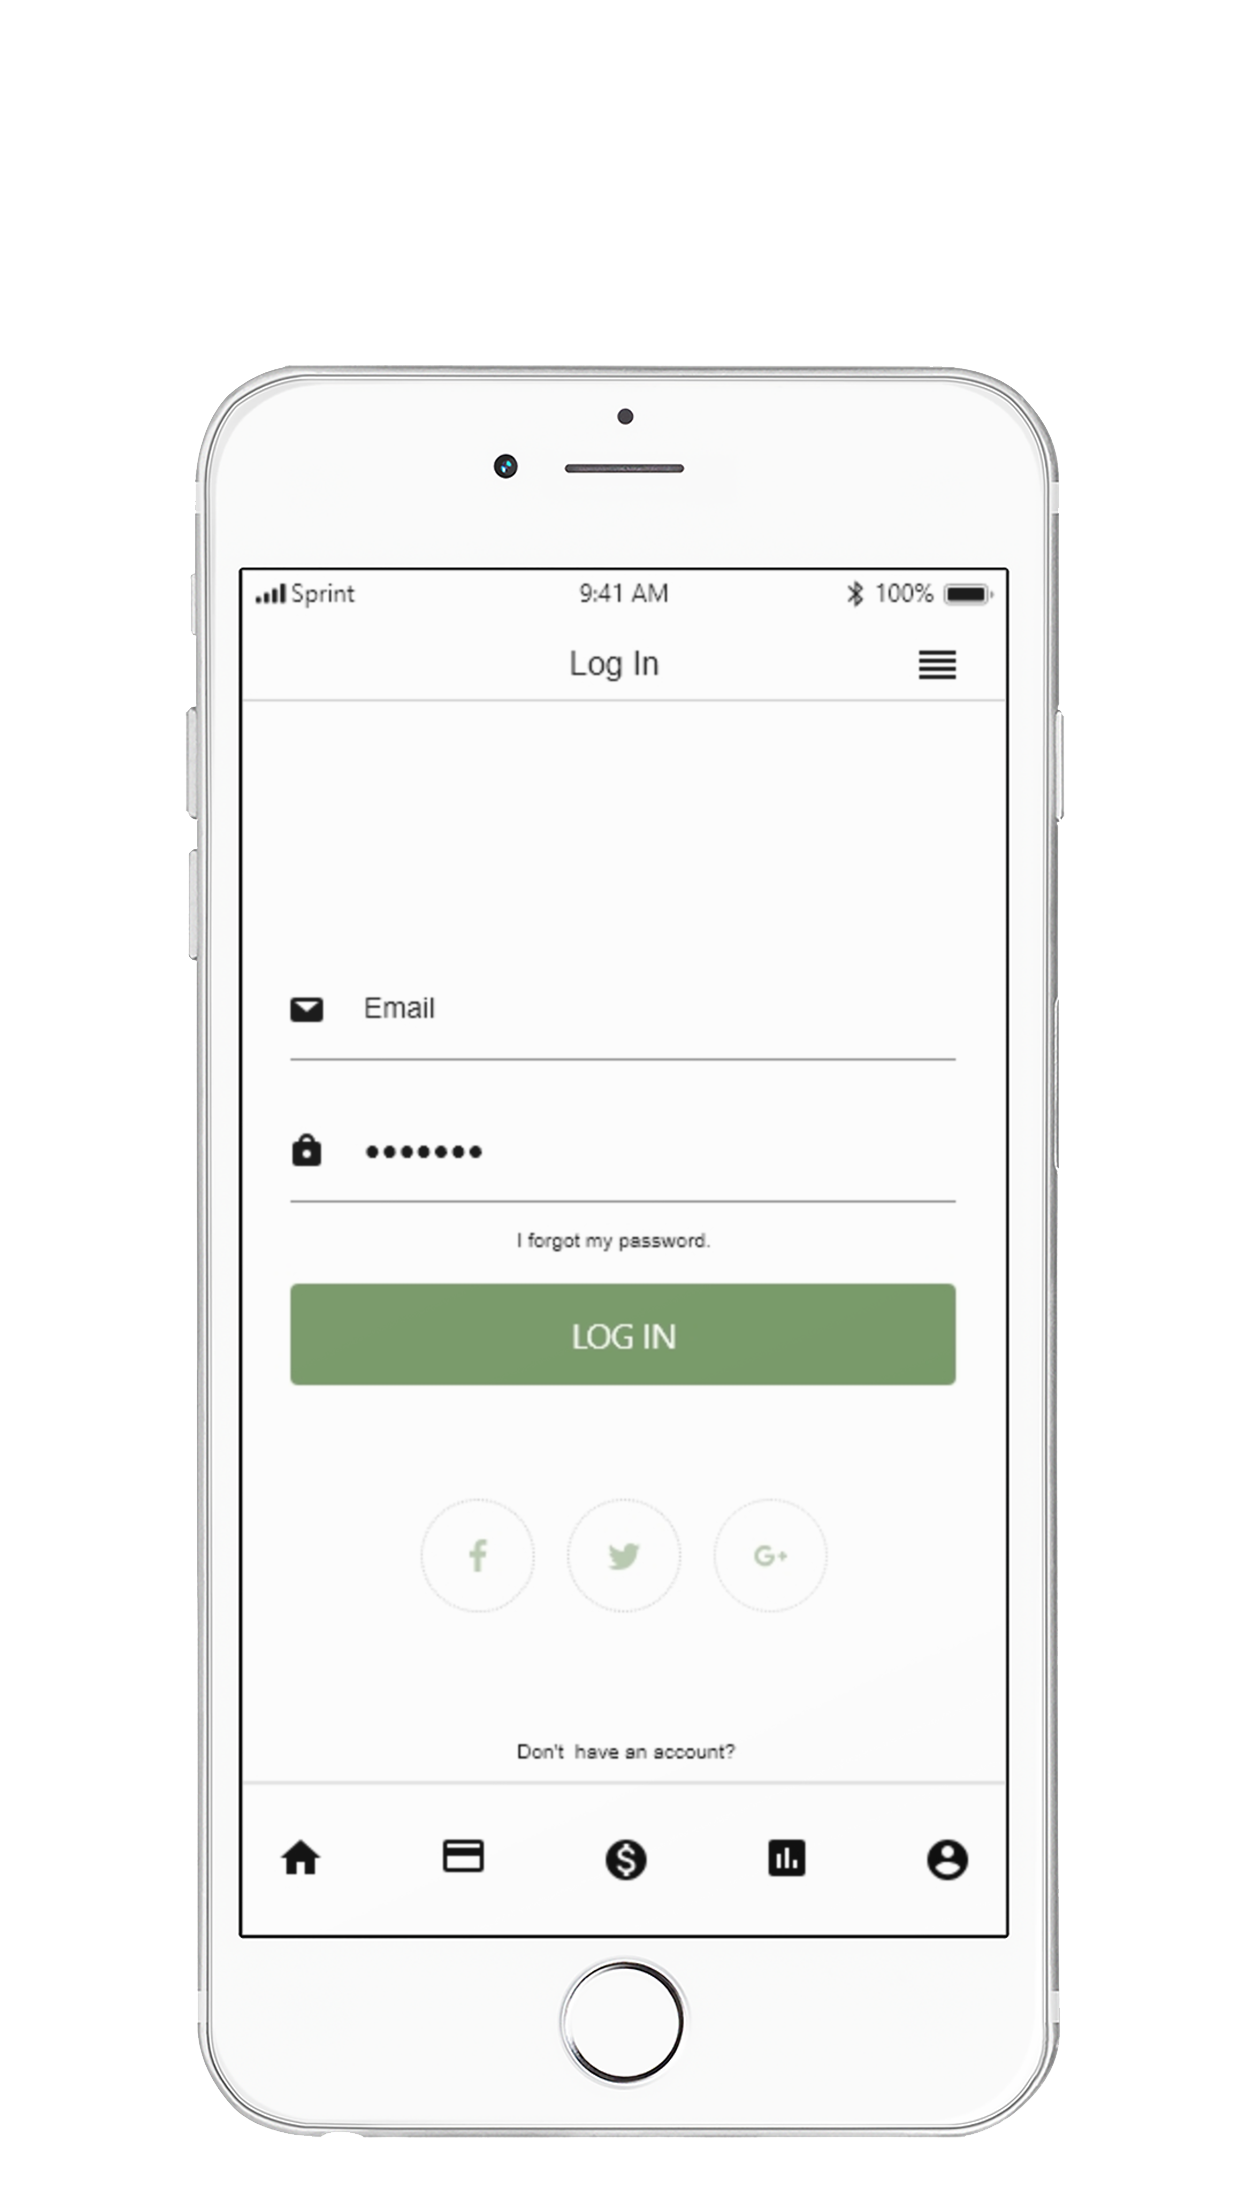 Sprint 9:41 AM 100%
Log In
Email
•••••••
I forgot my password.
LOG IN
f G+
Don't have an account?
$